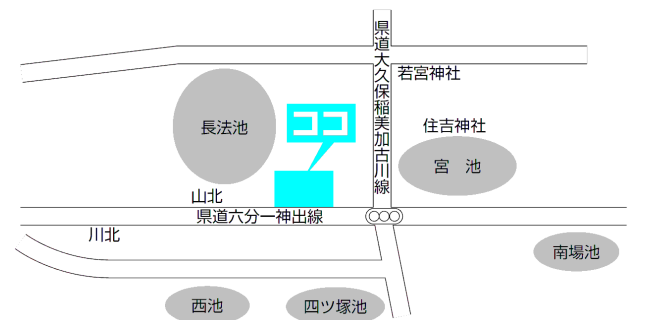 県道大久保稲美加古川線
若宮神社
長法池
ココ
住吉神社
宮 池
山北
県道六分一神出線
川北
南場池
西池
四ツ塚池